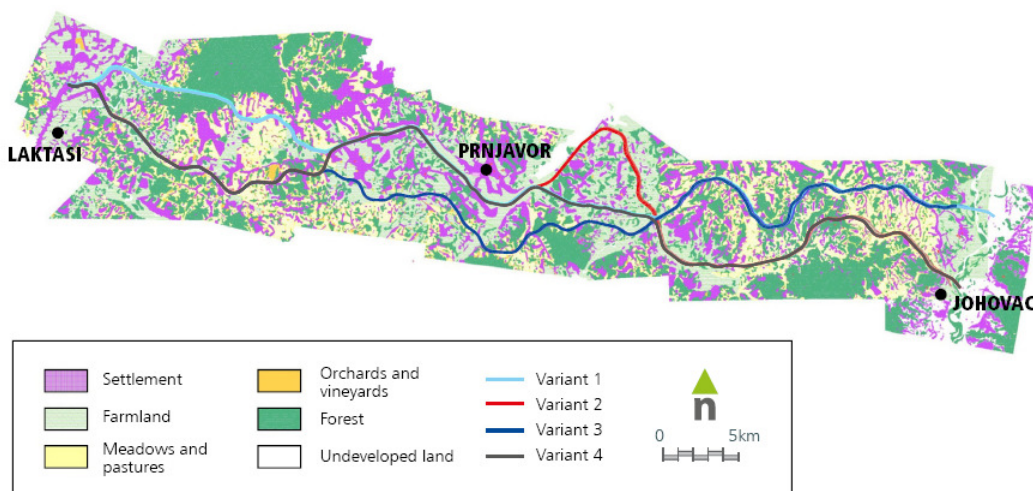 LAKTASI
PRNJAVOR
JOHOVAC
Settlement
Farmland
Meadows and
pastures
Orchards and
vineyards
Forest
Undeveloped land
Variant 1
Variant 2
Variant 3
Variant 4
n
0 5km